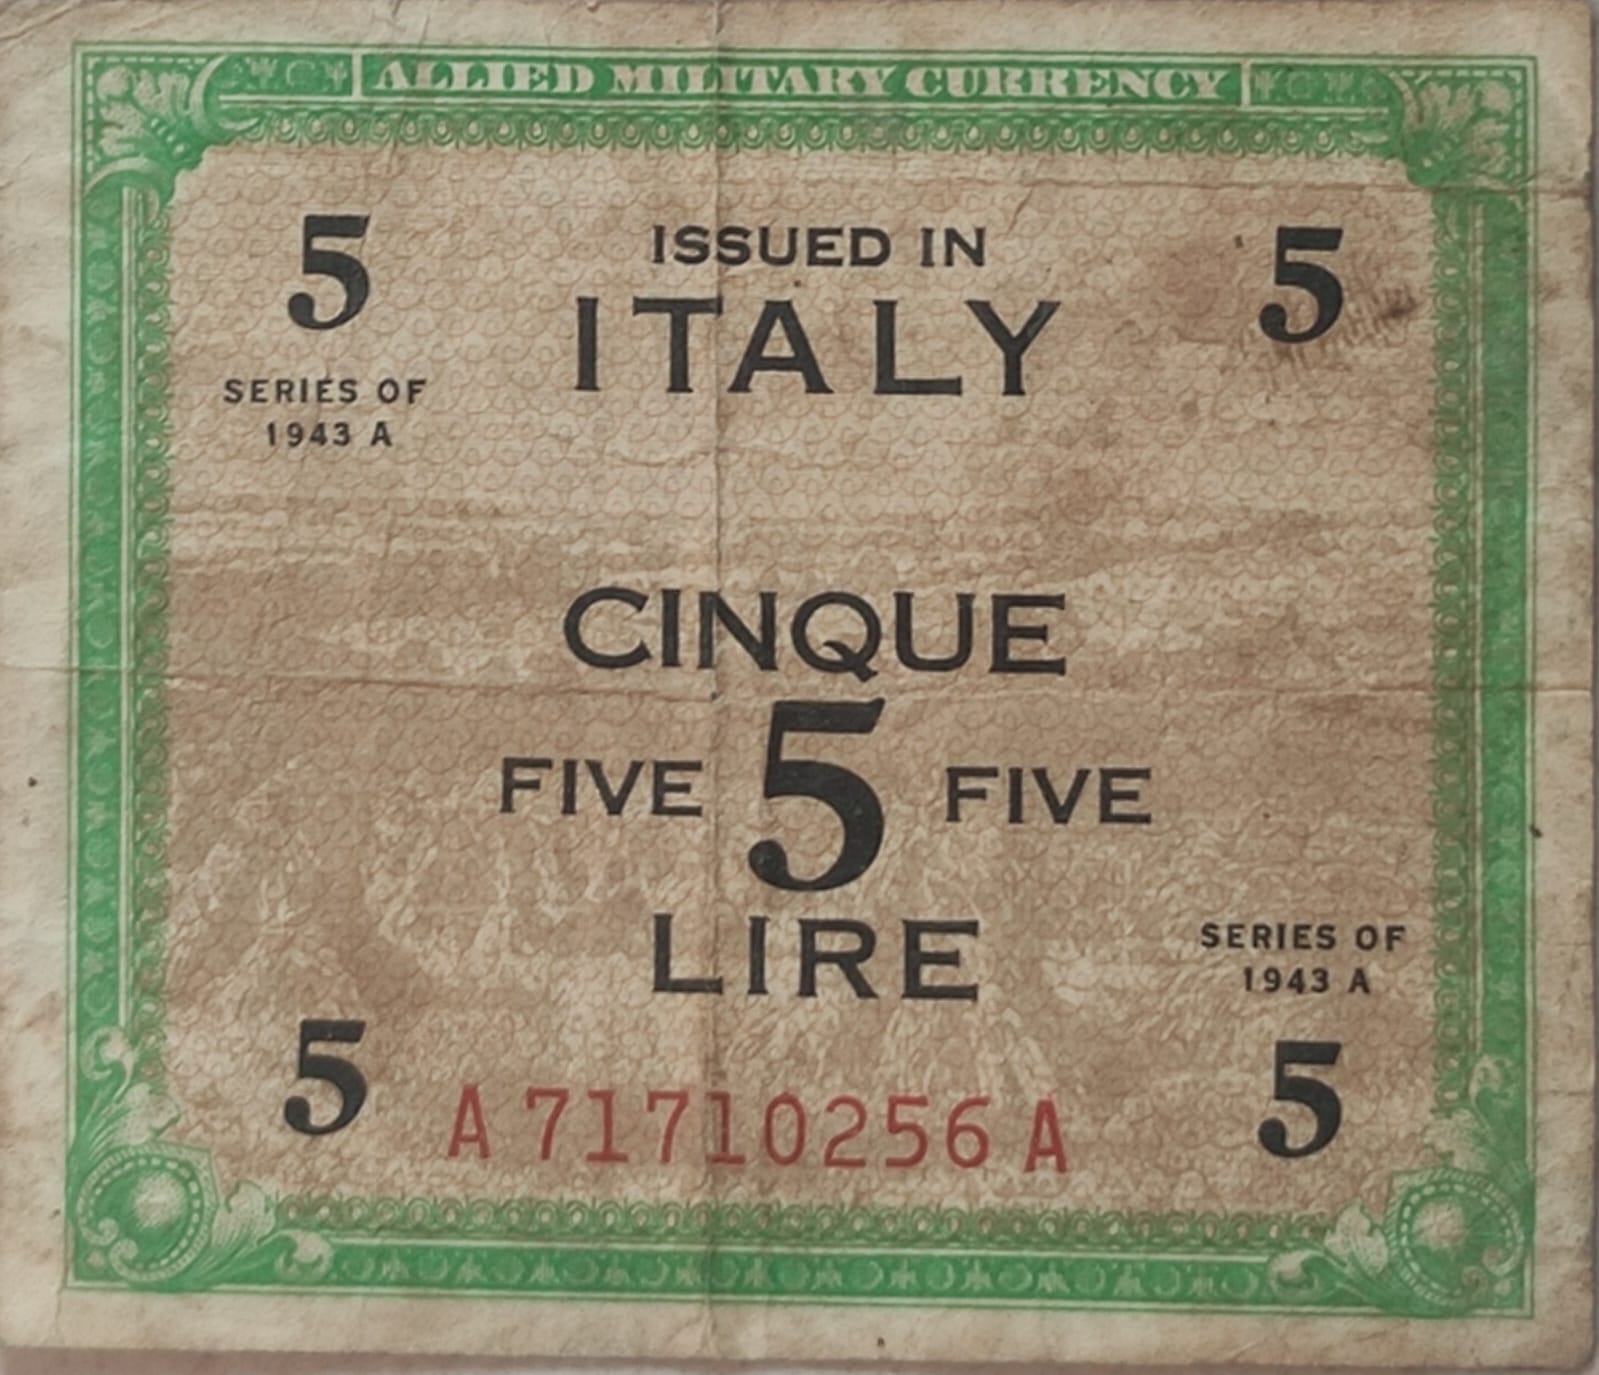 ALLIED MILITARY CURRENCY
5
5
ISSUED IN
ITALY
SERIES OF
1943 A
CINQUE
FIVE 5 FIVE
LIRE
SERIES OF
1943 A
5
5
A 71710256 A